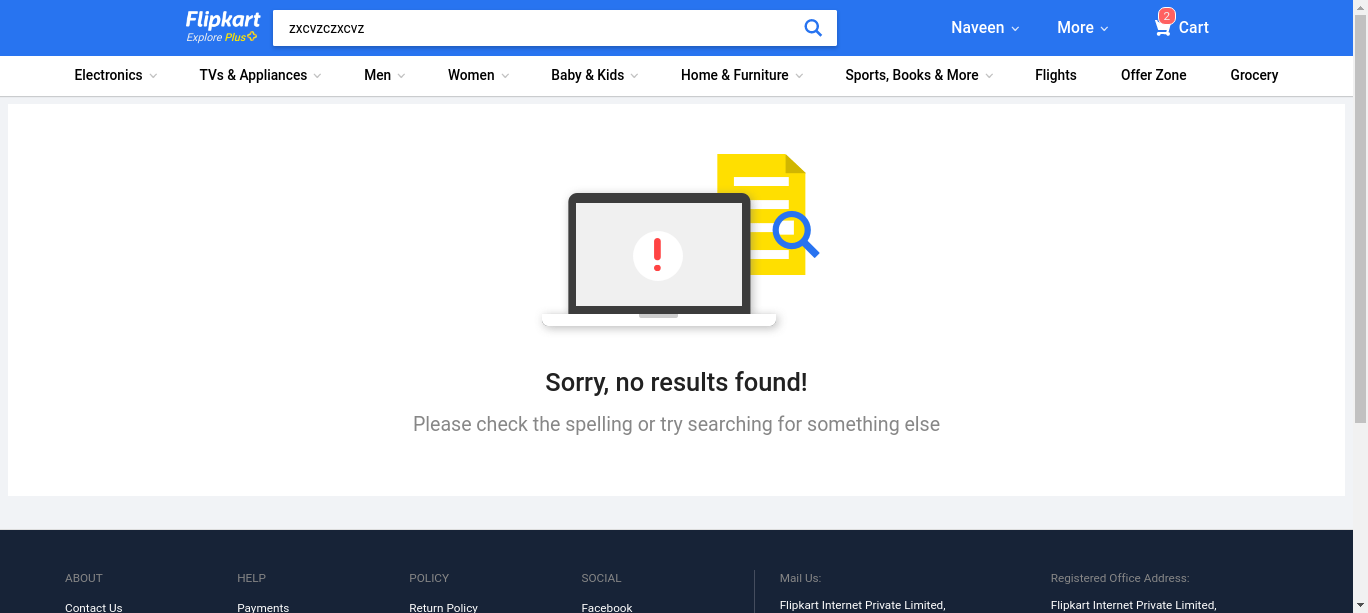 Flipkart
Explore Plus
zxcvzczxcvz
Naveen
More
2
Cart
Electronics
TVs & Appliances
Men
Women
Baby & Kids
Home & Furniture
Sports, Books & More
Flights
Offer Zone
Grocery
Sorry, no results found!
Please check the spelling or try searching for something else
ABOUT
HELP
POLICY
SOCIAL
Mail Us:
Registered Office Address:
Contact Us
Payments
Return Policy
Facebook
Flipkart Internet Private Limited,
Flipkart Internet Private Limited,